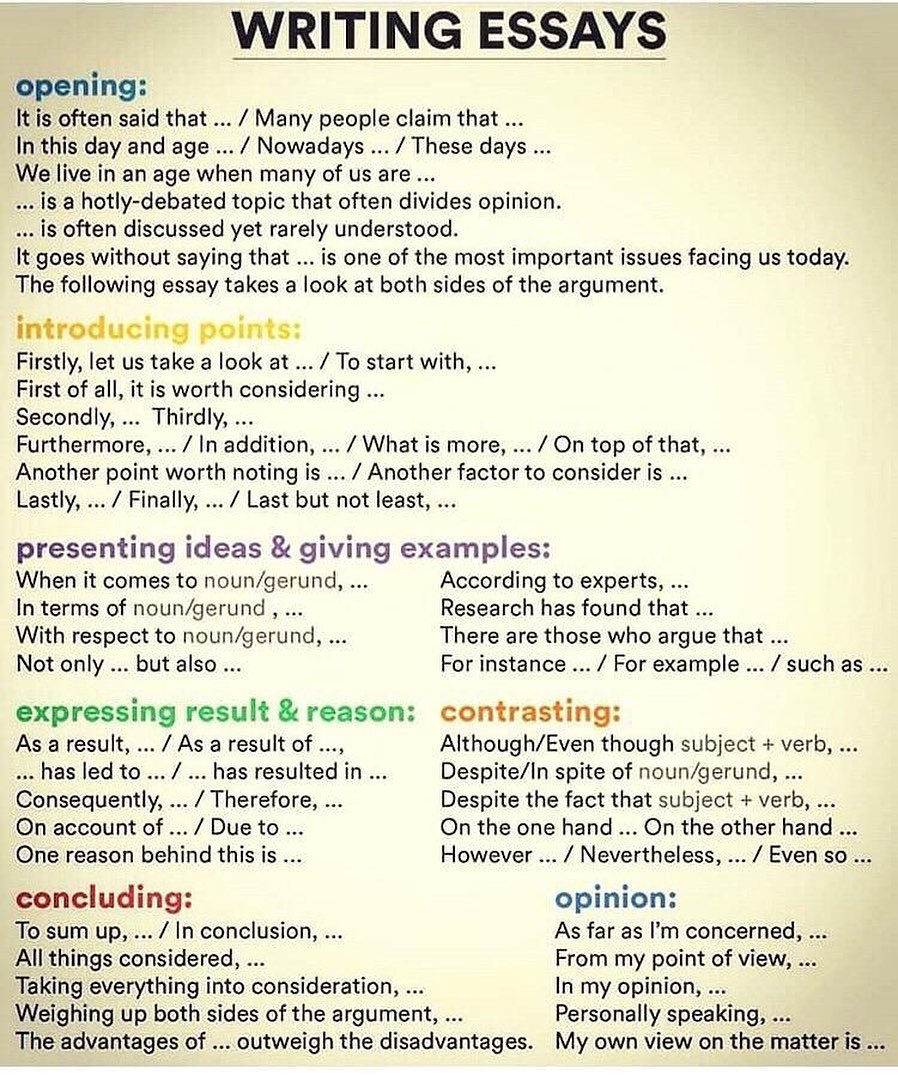 WRITING ESSAYS
opening:
It is often said that ... / Many people claim that ...
In this day and age ... / Nowadays ... / These days ...
We live in an age when many of us are ...
... is a hotly-debated topic that often divides opinion.
... is often discussed yet rarely understood.
It goes without saying that ... is one of the most important issues facing us today.
The following essay takes a look at both sides of the argument.
introducing points:
Firstly, let us take a look at ... / To start with, ...
First of all, it is worth considering ...
Secondly, ... Thirdly, ...
Furthermore, ... / In addition, ... / What is more, ... / On top of that, ...
Another point worth noting is ... / Another factor to consider is ...
Lastly, ... / Finally, ... / Last but not least, ...
presenting ideas & giving examples:
When it comes to noun/gerund, ...
In terms of noun/gerund , ...
With respect to noun/gerund, ...
Not only ... but also ...
According to experts, ...
Research has found that ...
There are those who argue that ...
For instance ... / For example ... / such as ...
expressing result & reason:
As a result, ... / As a result of ...,
... has led to ... / ... has resulted in ...
Consequently, ... / Therefore, ...
On account of ... / Due to ...
One reason behind this is ...
contrasting:
Although/Even though subject + verb, ...
Despite/In spite of noun/gerund, ...
Despite the fact that subject + verb, ...
On the one hand ... On the other hand ...
However ... / Nevertheless, ... / Even so ...
concluding:
To sum up, ... / In conclusion, ...
All things considered, ...
Taking everything into consideration, ...
Weighing up both sides of the argument, ...
The advantages of ... outweigh the disadvantages.
opinion:
As far as I'm concerned, ...
From my point of view, ...
In my opinion, ...
Personally speaking, ...
My own view on the matter is ...